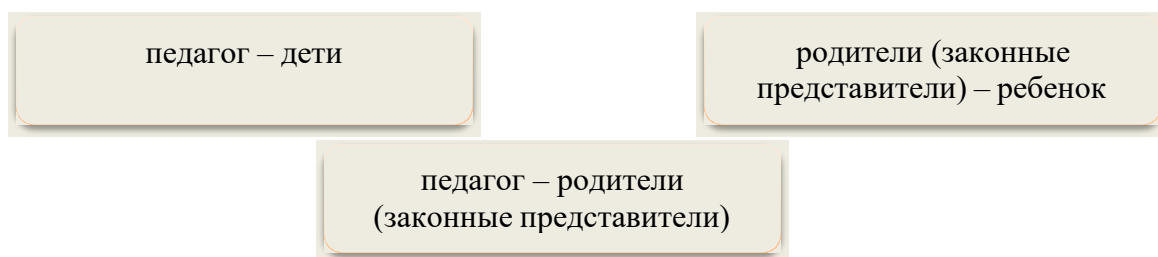 педагог – дети
родители (законные
представители) – ребенок
педагог – родители
(законные представители)